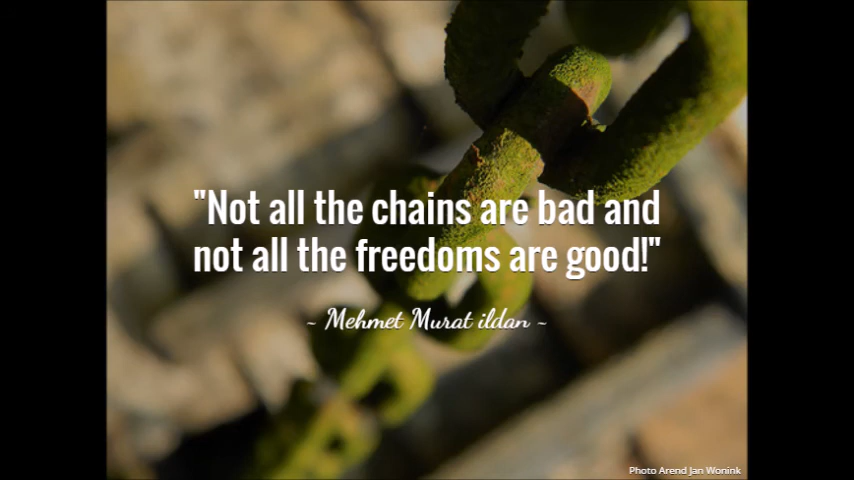 "Not all the chains are bad and
not all the freedoms are good!"
~ Mehmet Murat ildan ~
Photo Arend Jan Wonink